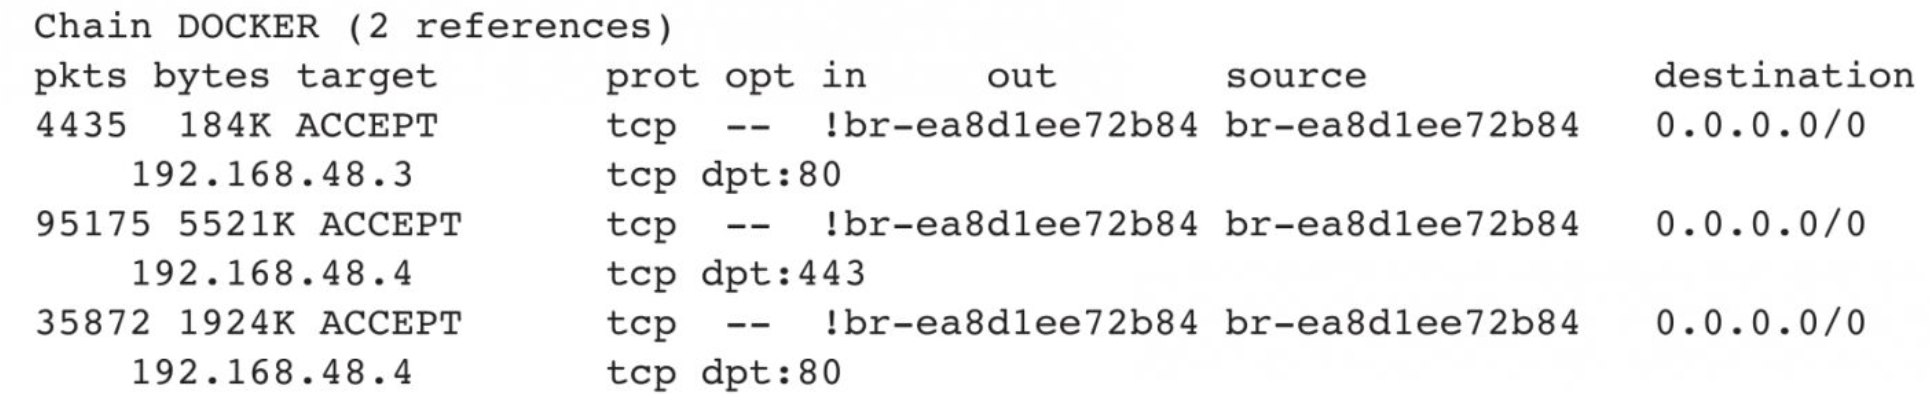 Chain DOCKER (2 references)
pkts bytes target prot opt in out source destination
4435 184K ACCEPT tcp -- !br-ea8d1ee72b84 br-ea8d1ee72b84 0.0.0.0/0
192.168.48.3 tcp dpt:80
95175 5521K ACCEPT tcp -- !br-ea8d1ee72b84 br-ea8d1ee72b84 0.0.0.0/0
192.168.48.4 tcp dpt:443
35872 1924K ACCEPT tcp -- !br-ea8d1ee72b84 br-ea8d1ee72b84 0.0.0.0/0
192.168.48.4 tcp dpt:80